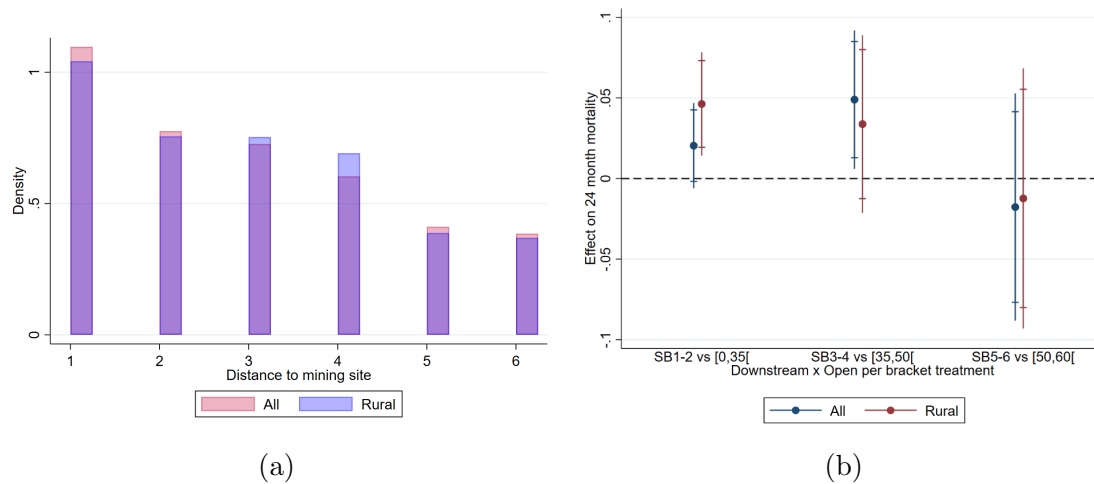 Density
0
.5
1
1
2
3
4
5
6
Distance to mining site
All
Rural
(a)
Effect on 24 month mortality
.1
.05
0
-.05
-.1
SB1-2 vs [0,35[
SB3-4 vs [35,50[
SB5-6 vs [50,60[
Downstream x Open per bracket treatment
All
Rural
(b)